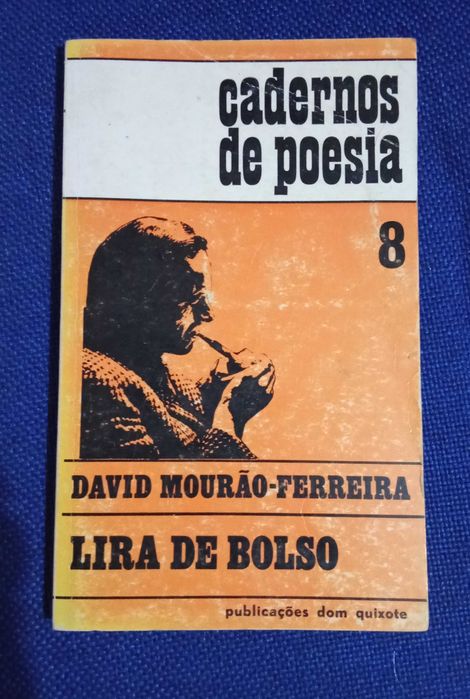 cadernos
de poesia
8
DAVID MOURÃO-FERREIRA
LIRA DE BOLSO
publicações dom quixote